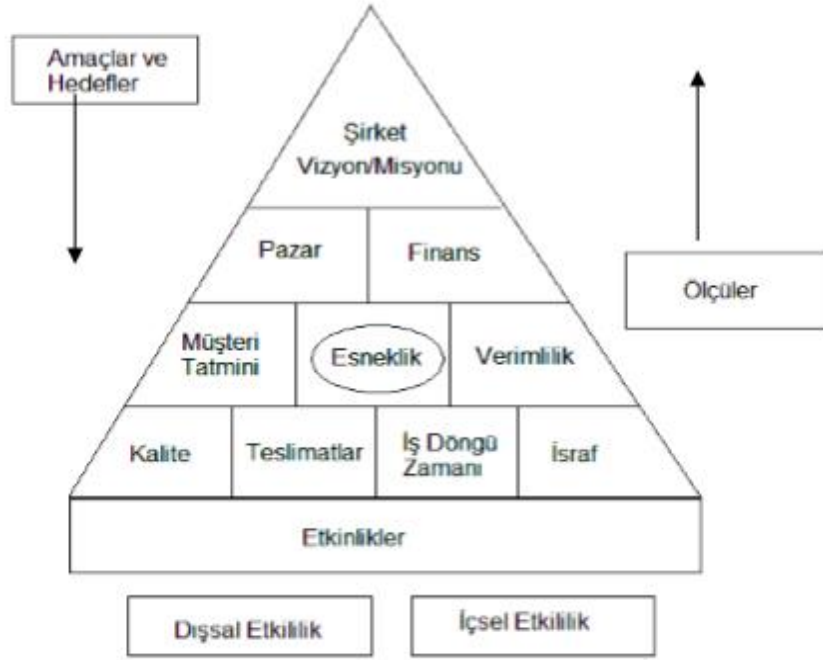 Amaçlar ve
Hedefler
Şirket
Vizyon/Misyonu
Pazar
Finans
Ölçüler
Müşteri
Tatmini
Esneklik
Verimlilik
Kalite
Teslimatlar
İş Döngü
Zamanı
İsraf
Etkinlikler
Dışsal Etkililik
İçsel Etkililik